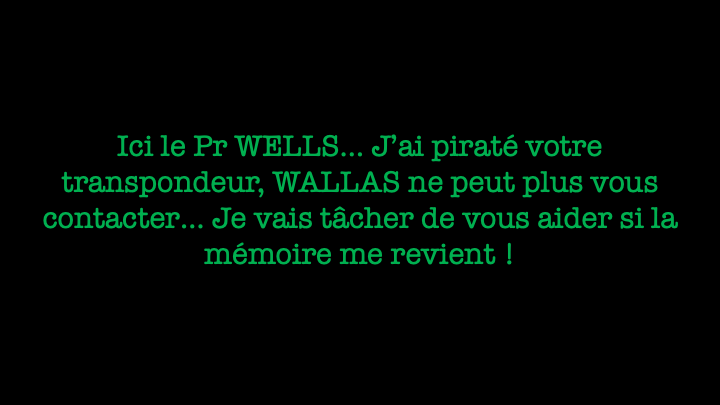 Ici le Pr WELLS... J’ai piraté votre
transpondeur, WALLAS ne peut plus vous
contacter... Je vais tâcher de vous aider si la
mémoire me revient !